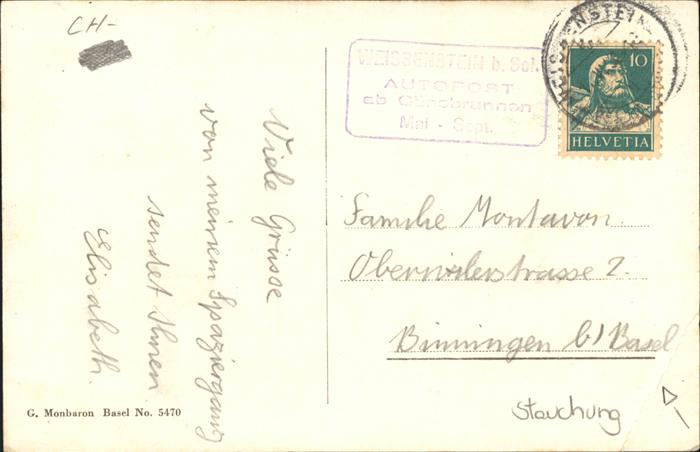 CH-
WEISSENSTEIN b. Sol.
AUTOPOST
ab Gänsbrunnen
Mai - Sept.
WEISSENSTEIN
10
HELVETIA
Viele Grüsse
von meinem Spaziergang
sendet Ihnen
Elisabeth.
Familie Montavon.
Oberwilerstrasse 2.
Binningen b/Basel
Stauchung
G. Monbaron Basel No. 5470